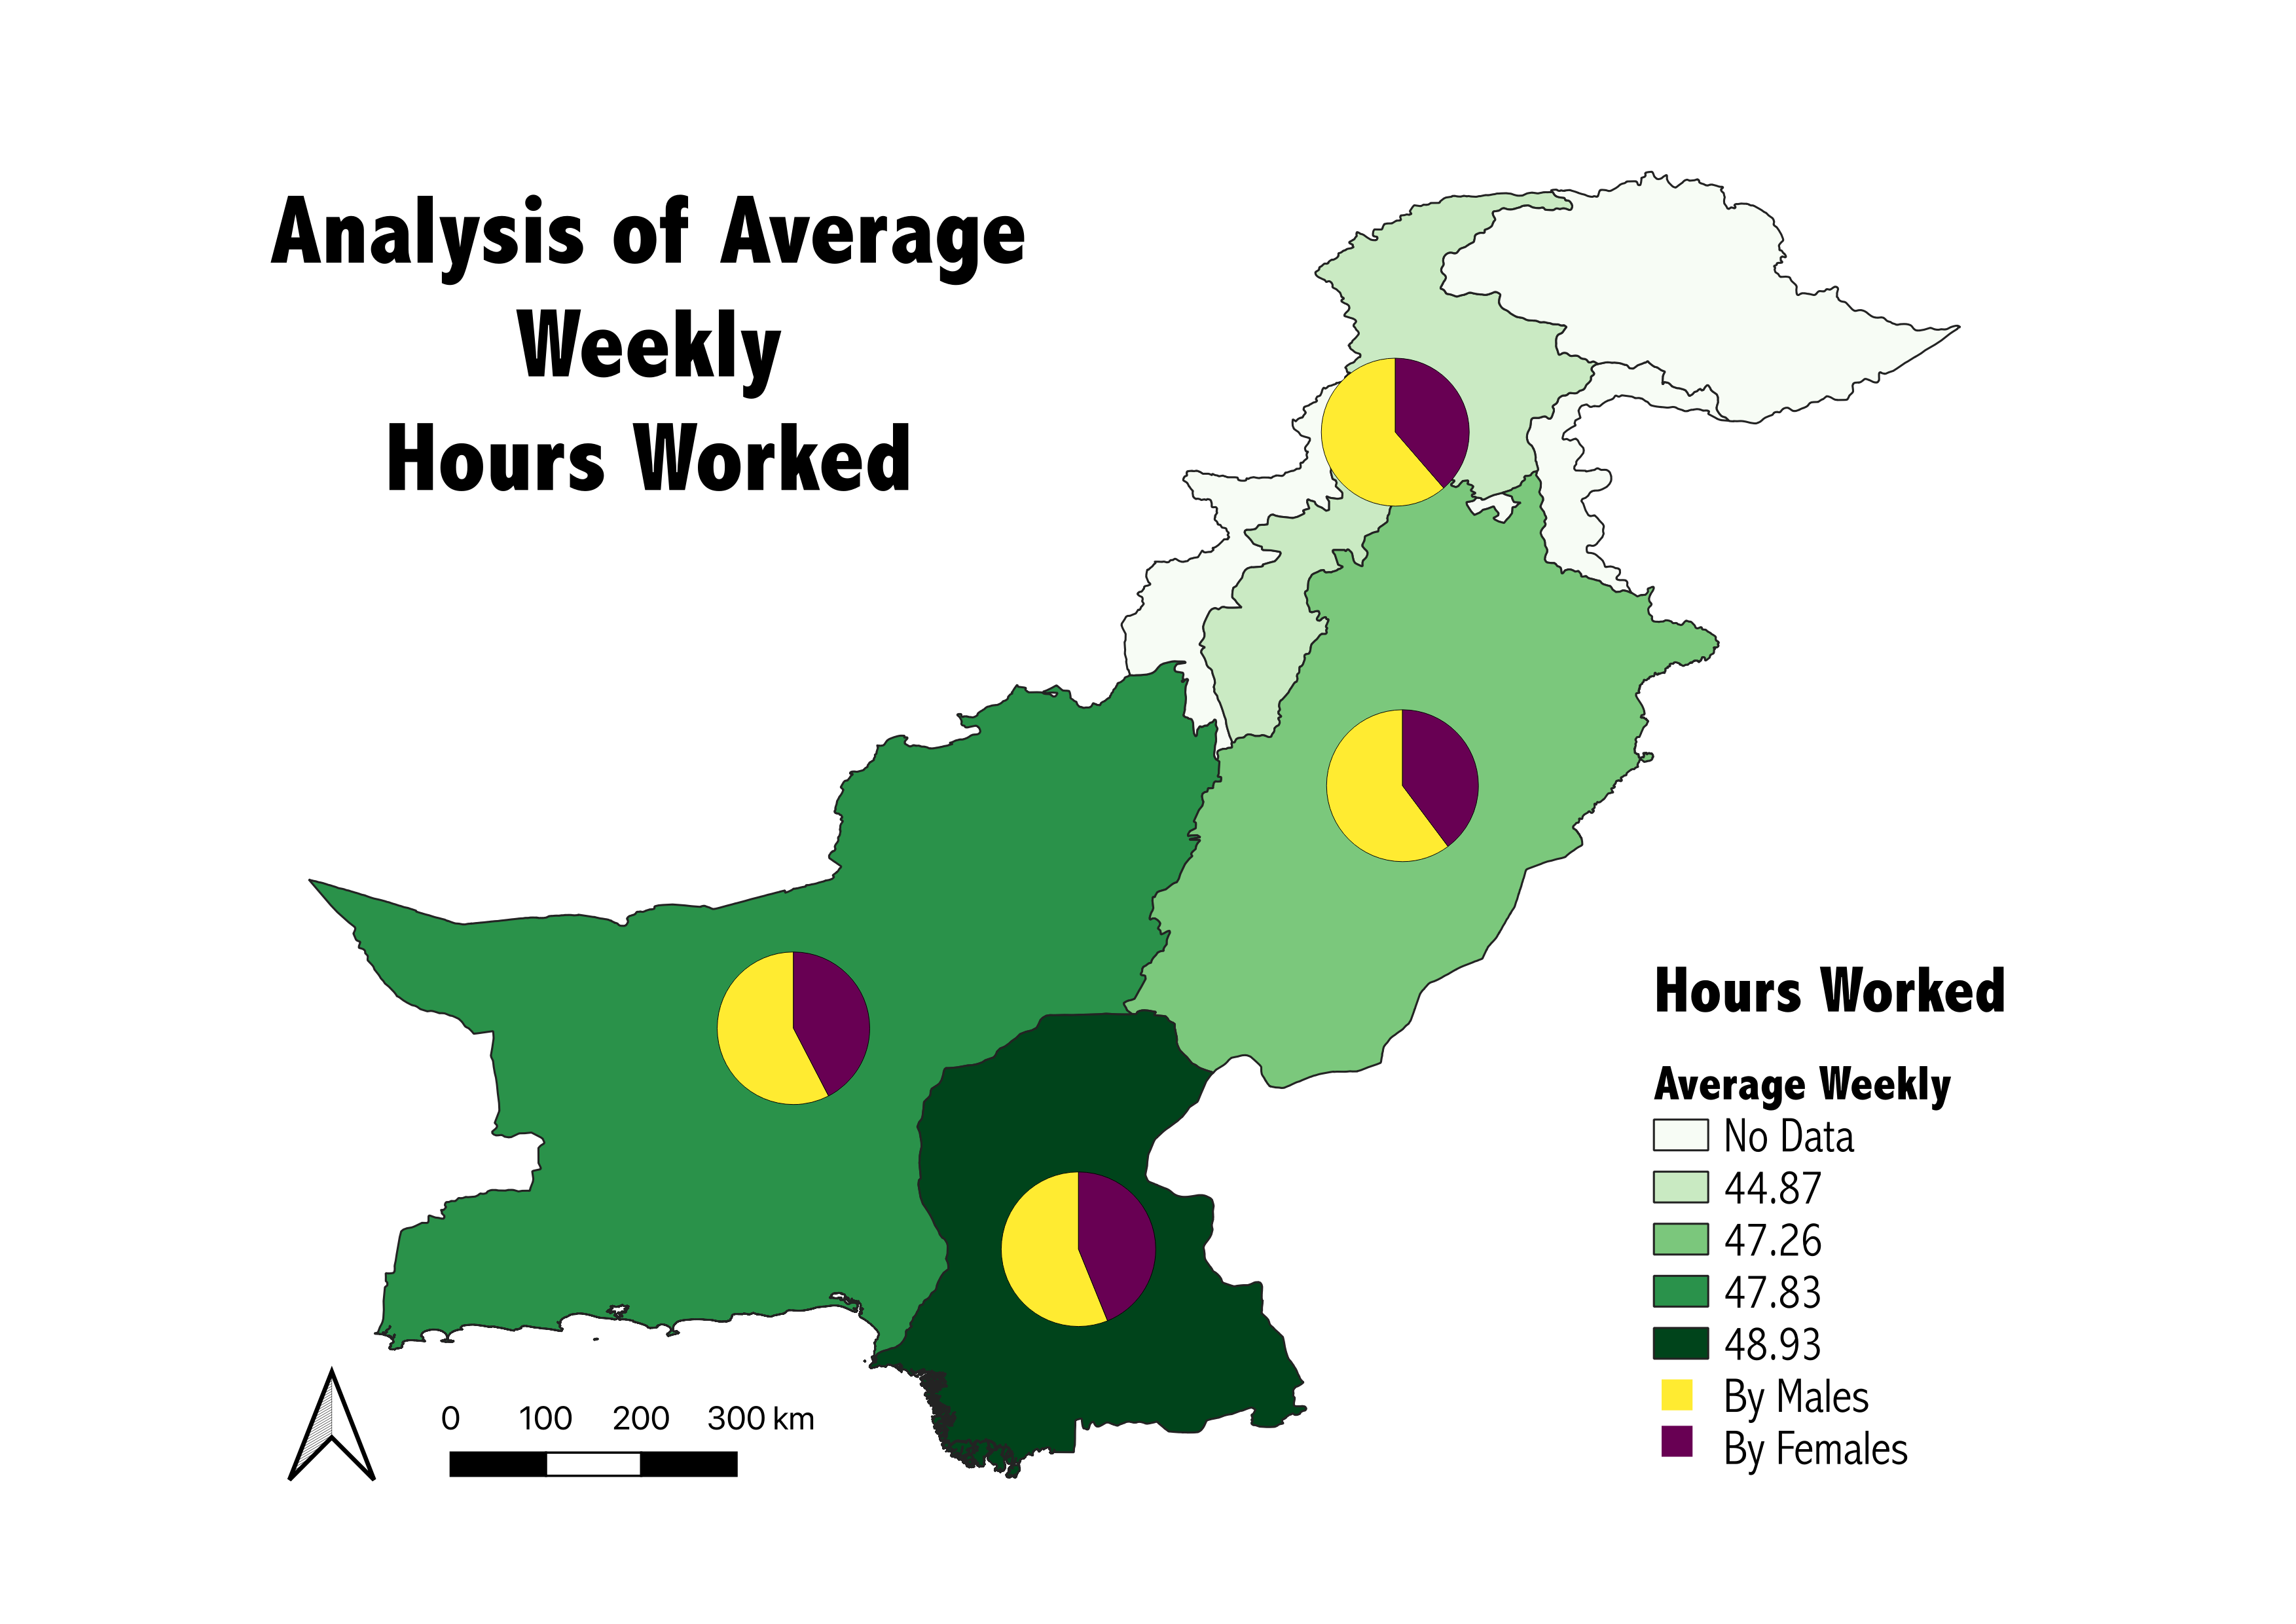 Analysis of Average
Weekly
Hours Worked
Hours Worked
Average Weekly
No Data
44.87
47.26
47.83
48.93
By Males
By Females
0 100 200 300 km